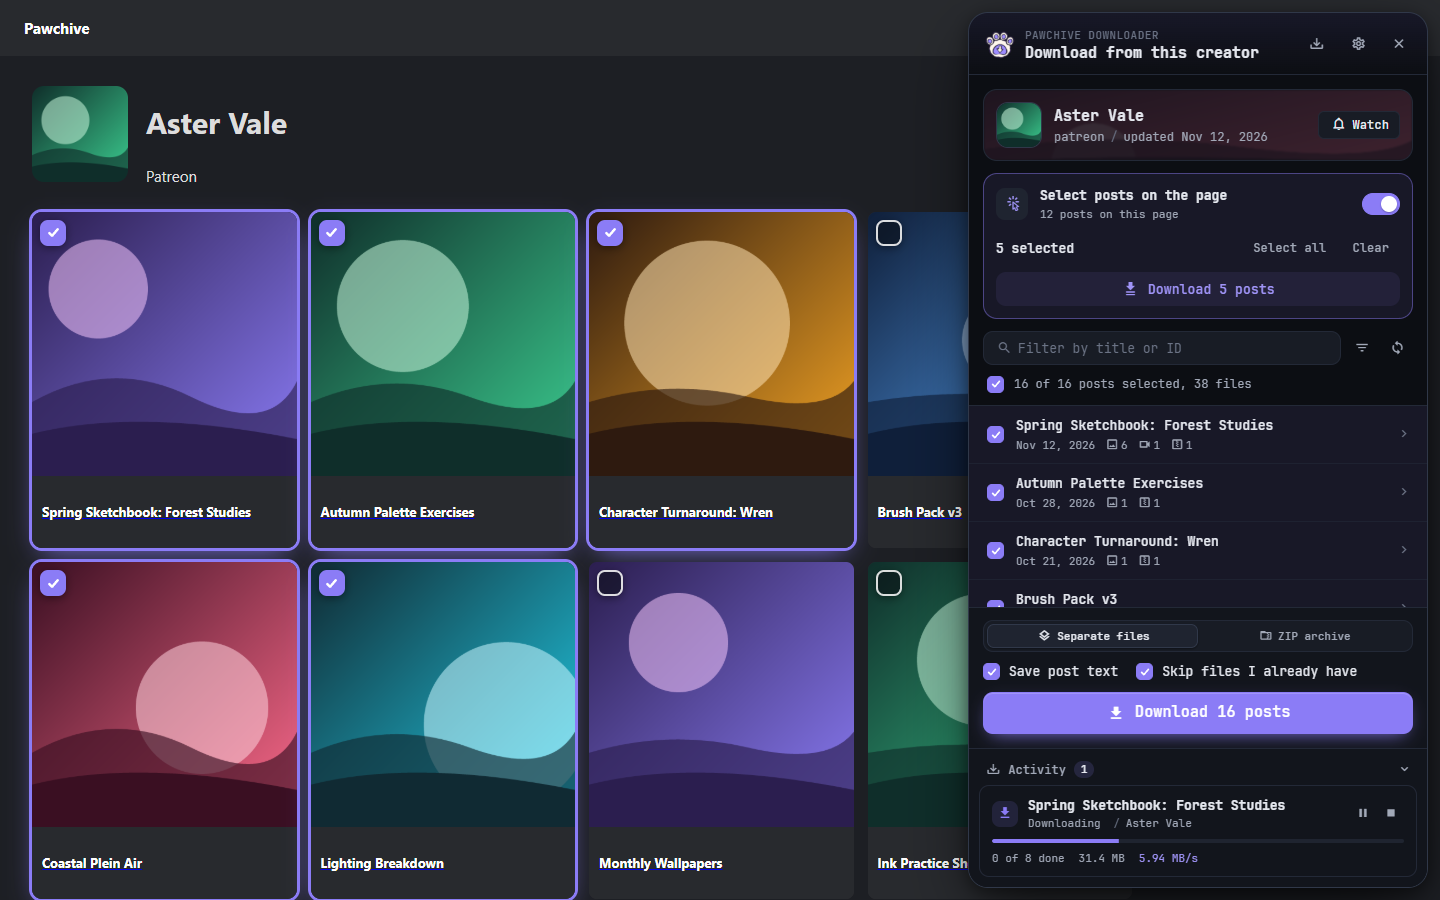 Pawchive
Aster Vale
Patreon
Spring Sketchbook: Forest Studies
Autumn Palette Exercises
Character Turnaround: Wren
Brush Pack v3
Coastal Plein Air
Lighting Breakdown
Monthly Wallpapers
Ink Practice Sh
PAWCHIVE DOWNLOADER
Download from this creator
Aster Vale
patreon / updated Nov 12, 2026
Watch
Select posts on the page
12 posts on this page
5 selected
Select all
Clear
Download 5 posts
Filter by title or ID
16 of 16 posts selected, 38 files
Spring Sketchbook: Forest Studies
Nov 12, 2026 6 1 1
Autumn Palette Exercises
Oct 28, 2026 1 1
Character Turnaround: Wren
Oct 21, 2026 1 1
Brush Pack v3
Separate files
ZIP archive
Save post text
Skip files I already have
Download 16 posts
Activity 1
Spring Sketchbook: Forest Studies
Downloading / Aster Vale
0 of 8 done 31.4 MB 5.94 MB/s